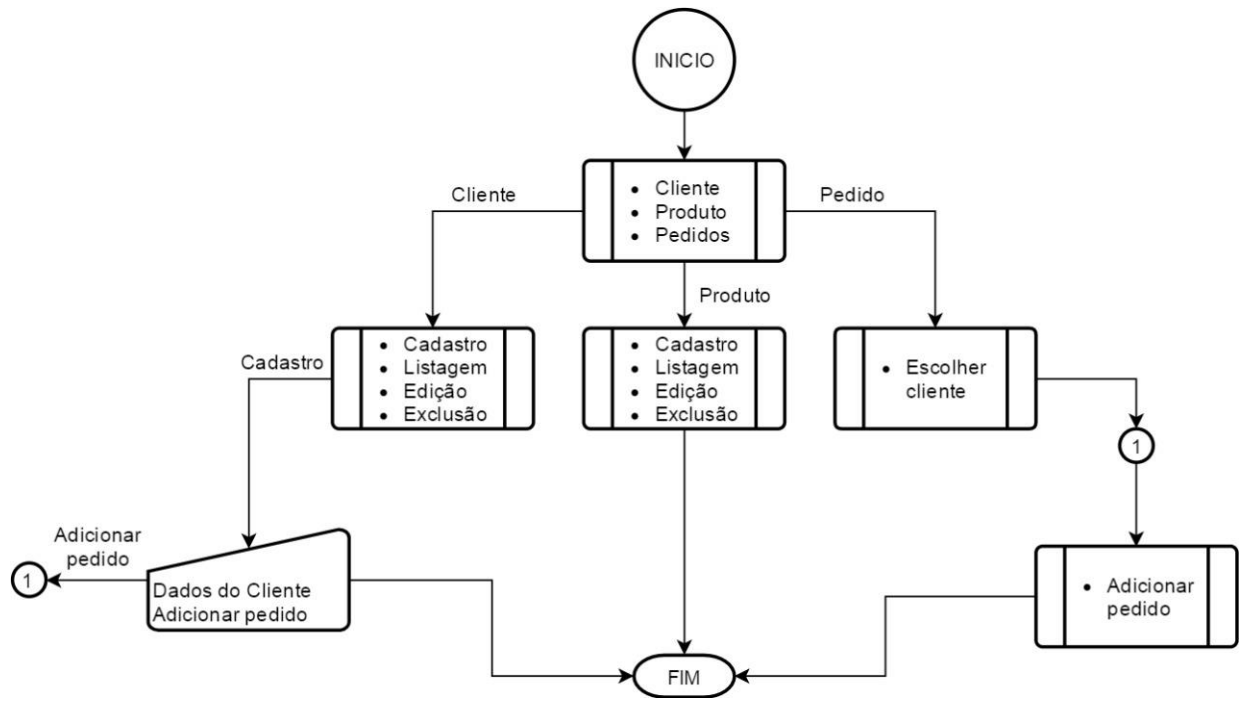 INICIO
• Cliente
• Produto
• Pedidos
Cliente
Pedido
Produto
• Cadastro
• Listagem
• Edição
• Exclusão
• Cadastro
• Listagem
• Edição
• Exclusão
• Escolher
cliente
Cadastro
1
Adicionar
pedido
1
Dados do Cliente
Adicionar pedido
• Adicionar
pedido
FIM